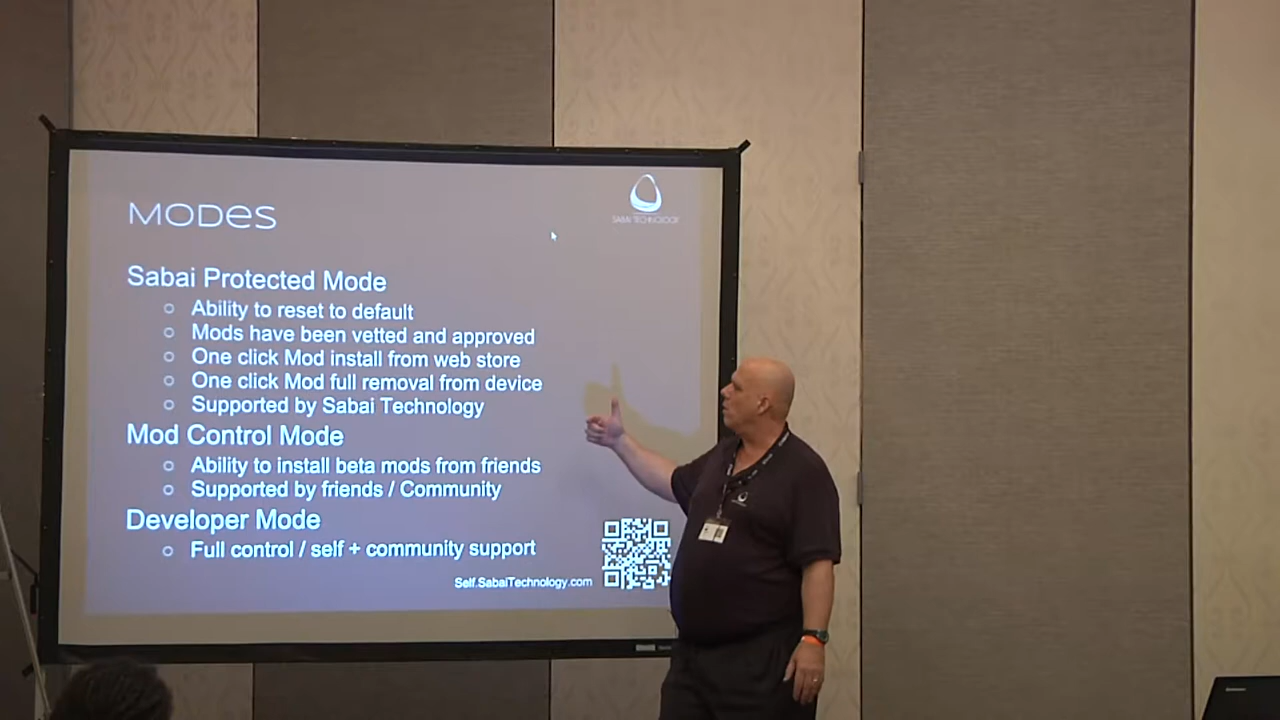 MODes
SABAI TECHNOLOGY
Sabai Protected Mode
Ability to reset to default
Mods have been vetted and approved
One click Mod install from web store
One click Mod full removal from device
Supported by Sabai Technology
Mod Control Mode
Ability to install beta mods from friends
Supported by friends / Community
Developer Mode
Full control / self + community support
Self.SabaiTechnology.com